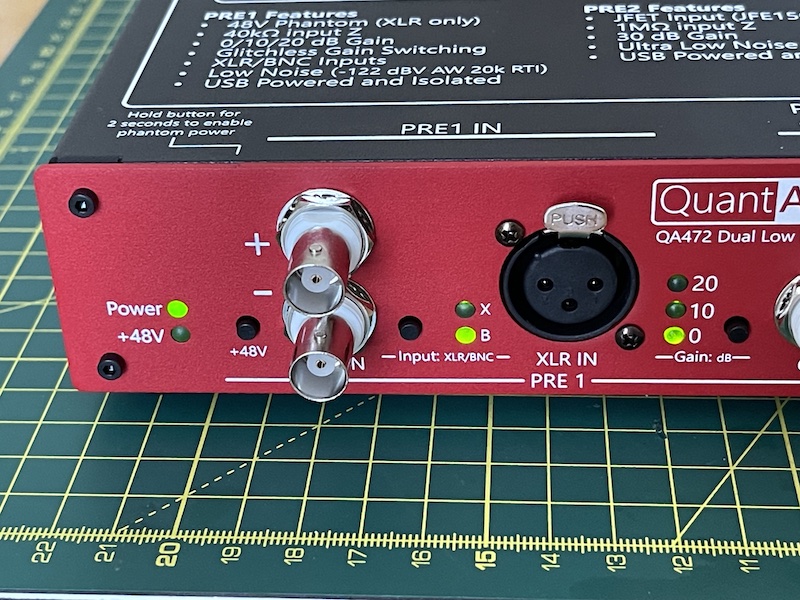 PRE1 Features
• 48V Phantom (XLR only)
• 40kΩ Input Z
• 0/10/20 dB Gain
• Glitchless Gain Switching
• XLR/BNC Inputs
• Low Noise (-122 dBV AW 20k RTI)
• USB Powered and Isolated
PRE2 Features
• JFET Input (JFE15
• 1MΩ Input Z
• 30 dB Gain
• Ultra Low Noise
• USB Powered an
Hold button for
2 seconds to enable
phantom power
PRE1 IN
PUSH
QuantA
QA472 Dual Low
+
−
Power
+48V
+48V
N
X
B
Input: XLR/BNC
XLR IN
20
10
0
Gain: dB
PRE 1
22 21 20 19 18 17 16 15 14 13 12 11